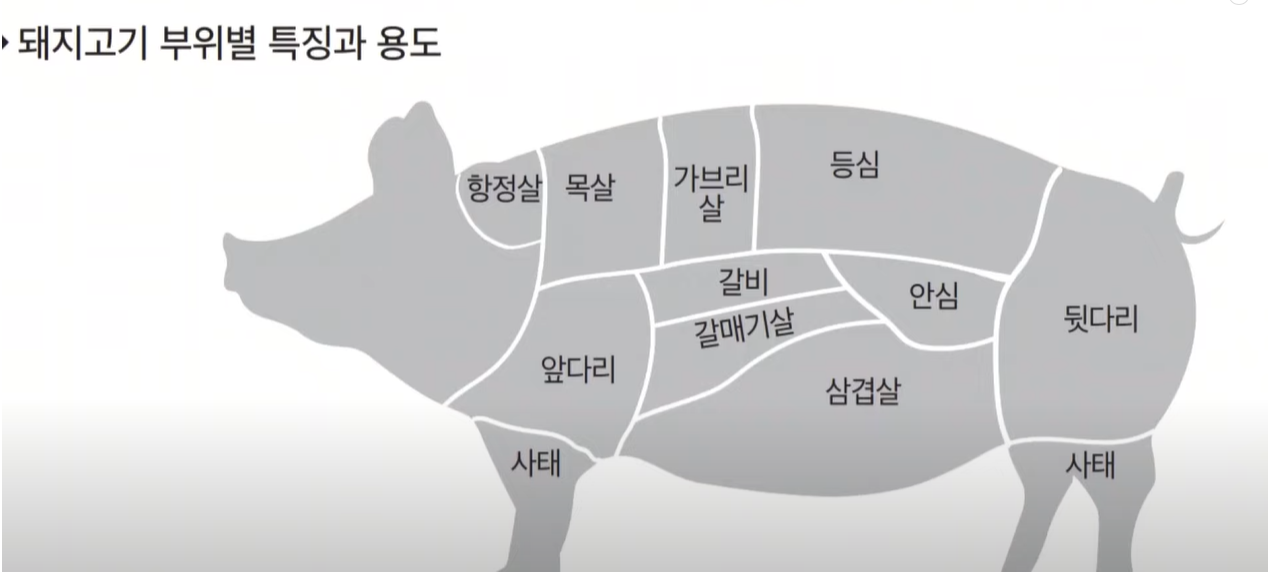 돼지고기 부위별 특징과 용도
항정살
목살
가브리
살
등심
갈비
갈매기살
안심
뒷다리
앞다리
삼겹살
사태
사태